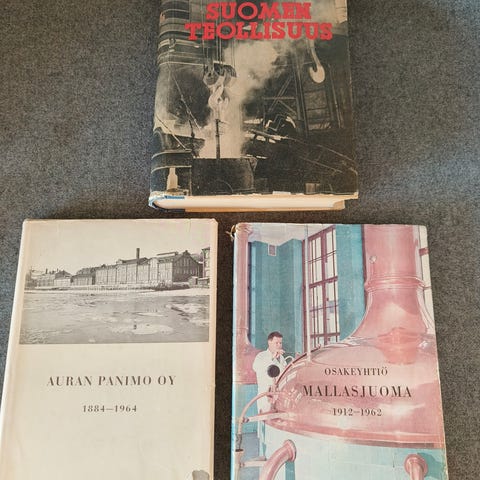 SUOMEN
TEOLLISUUS
AURAN PANIMO OY
1884—1964
OSAKEYHTIÖ
MALLASJUOMA
1912—1962